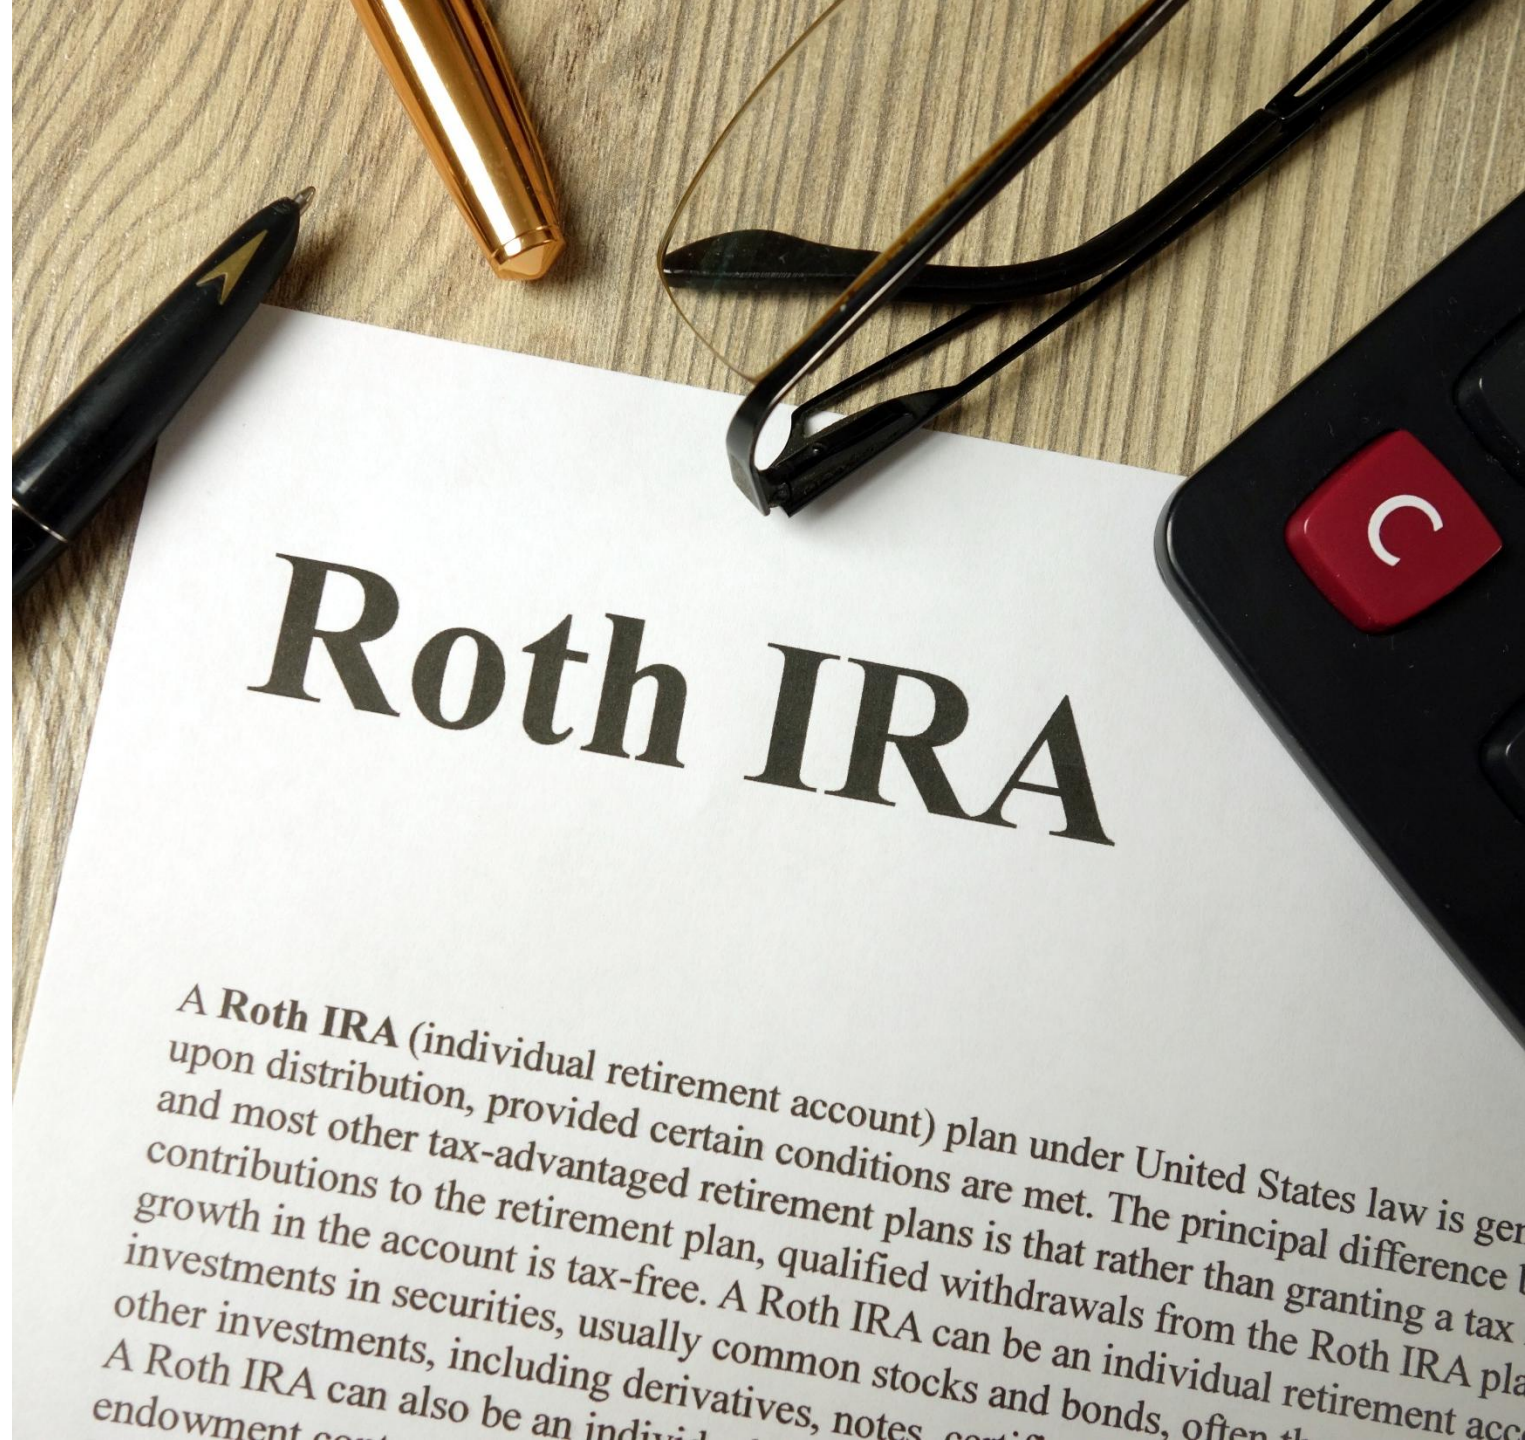 C
Roth IRA
A Roth IRA (individual retirement account) plan under United States law is
upon distribution, provided certain conditions are met. The principal difference
and most other tax-advantaged retirement plans is that rather than granting a tax
contributions to the retirement plan, qualified withdrawals from the Roth IRA
growth in the account is tax-free. A Roth IRA can be an individual retirement
investments in securities, usually common stocks and bonds, often
other investments, including derivatives, notes,
A Roth IRA can also be an
endowment